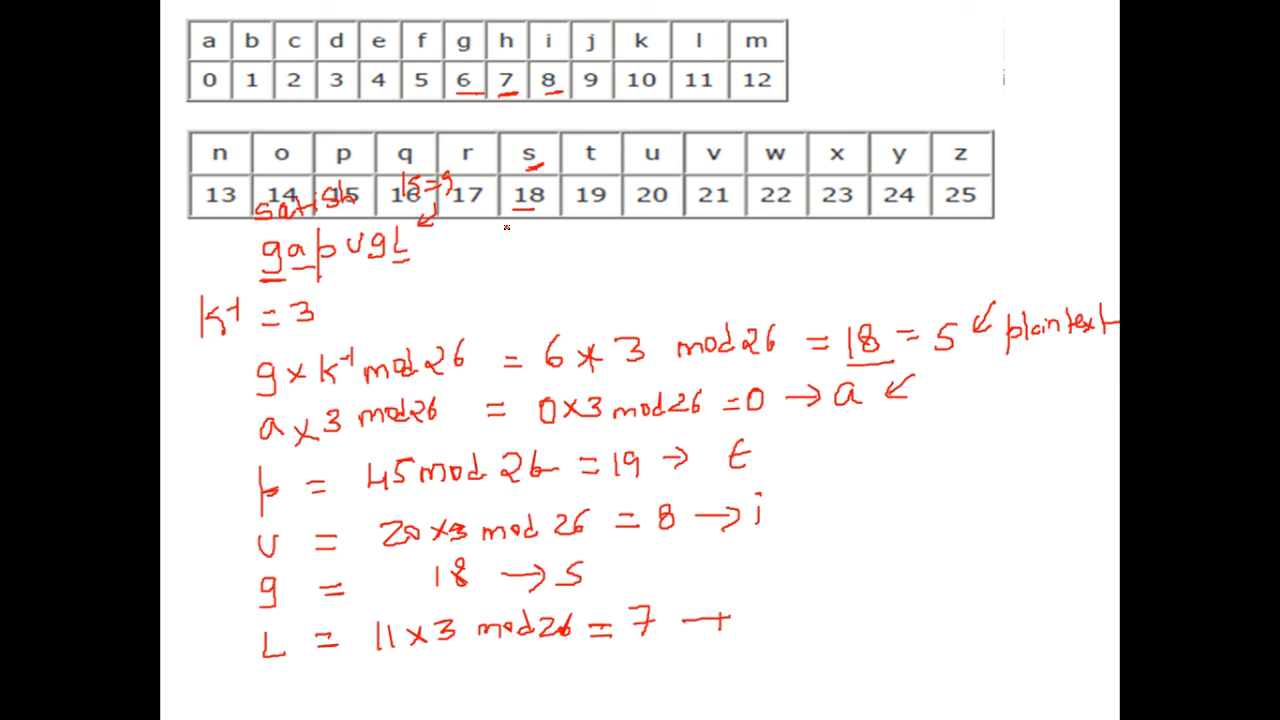 a b c d e f g h i j k l m
0 1 2 3 4 5 6 7 8 9 10 11 12
n o p q r s t u v w x y z
13 14 15 16 17 18 19 20 21 22 23 24 25
15=9
satish
gapugL
k⁻¹ = 3
g × k⁻¹ mod 26 = 6 * 3 mod 26 = 18 = S ↙ plaintext
a × 3 mod 26 = 0×3 mod 26 = 0 → a ↙
p = 45 mod 26 = 19 → t
u = 20×3 mod 26 = 8 → i
g = 18 → S
L = 11×3 mod 26 = 7 →